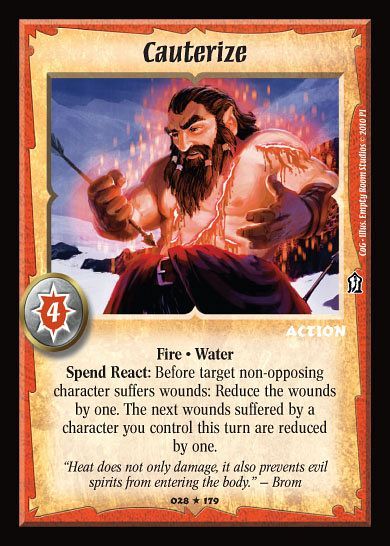 Cauterize
CoG • Illus. Empty Room Studios © 2010 PI
4
ACTION
Fire • Water
Spend React: Before target non-opposing
character suffers wounds: Reduce the wounds
by one. The next wounds suffered by a
character you control this turn are reduced
by one.
“Heat does not only damage, it also prevents evil
spirits from entering the body.” – Brom
028 ★ 179